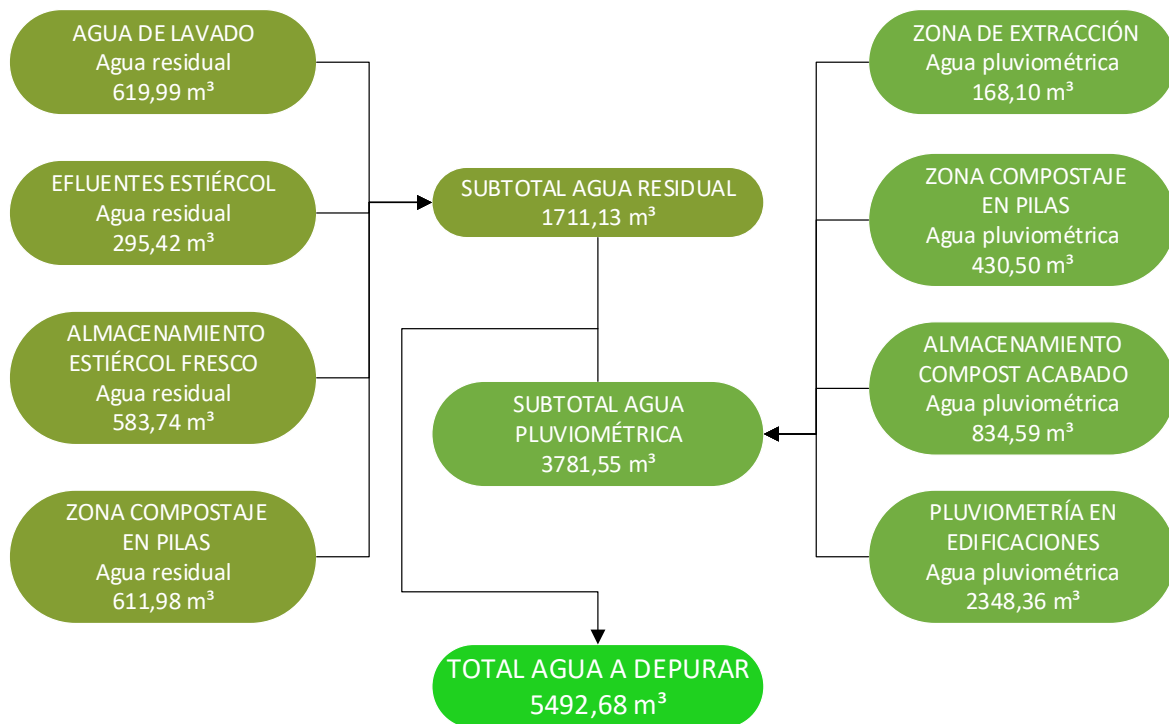 AGUA DE LAVADO
Agua residual
619,99 m³
EFLUENTES ESTIÉRCOL
Agua residual
295,42 m³
ALMACENAMIENTO
ESTIÉRCOL FRESCO
Agua residual
583,74 m³
ZONA COMPOSTAJE
EN PILAS
Agua residual
611,98 m³
SUBTOTAL AGUA RESIDUAL
1711,13 m³
SUBTOTAL AGUA
PLUVIOMÉTRICA
3781,55 m³
TOTAL AGUA A DEPURAR
5492,68 m³
ZONA DE EXTRACCIÓN
Agua pluviométrica
168,10 m³
ZONA COMPOSTAJE
EN PILAS
Agua pluviométrica
430,50 m³
ALMACENAMIENTO
COMPOST ACABADO
Agua pluviométrica
834,59 m³
PLUVIOMETRÍA EN
EDIFICACIONES
Agua pluviométrica
2348,36 m³